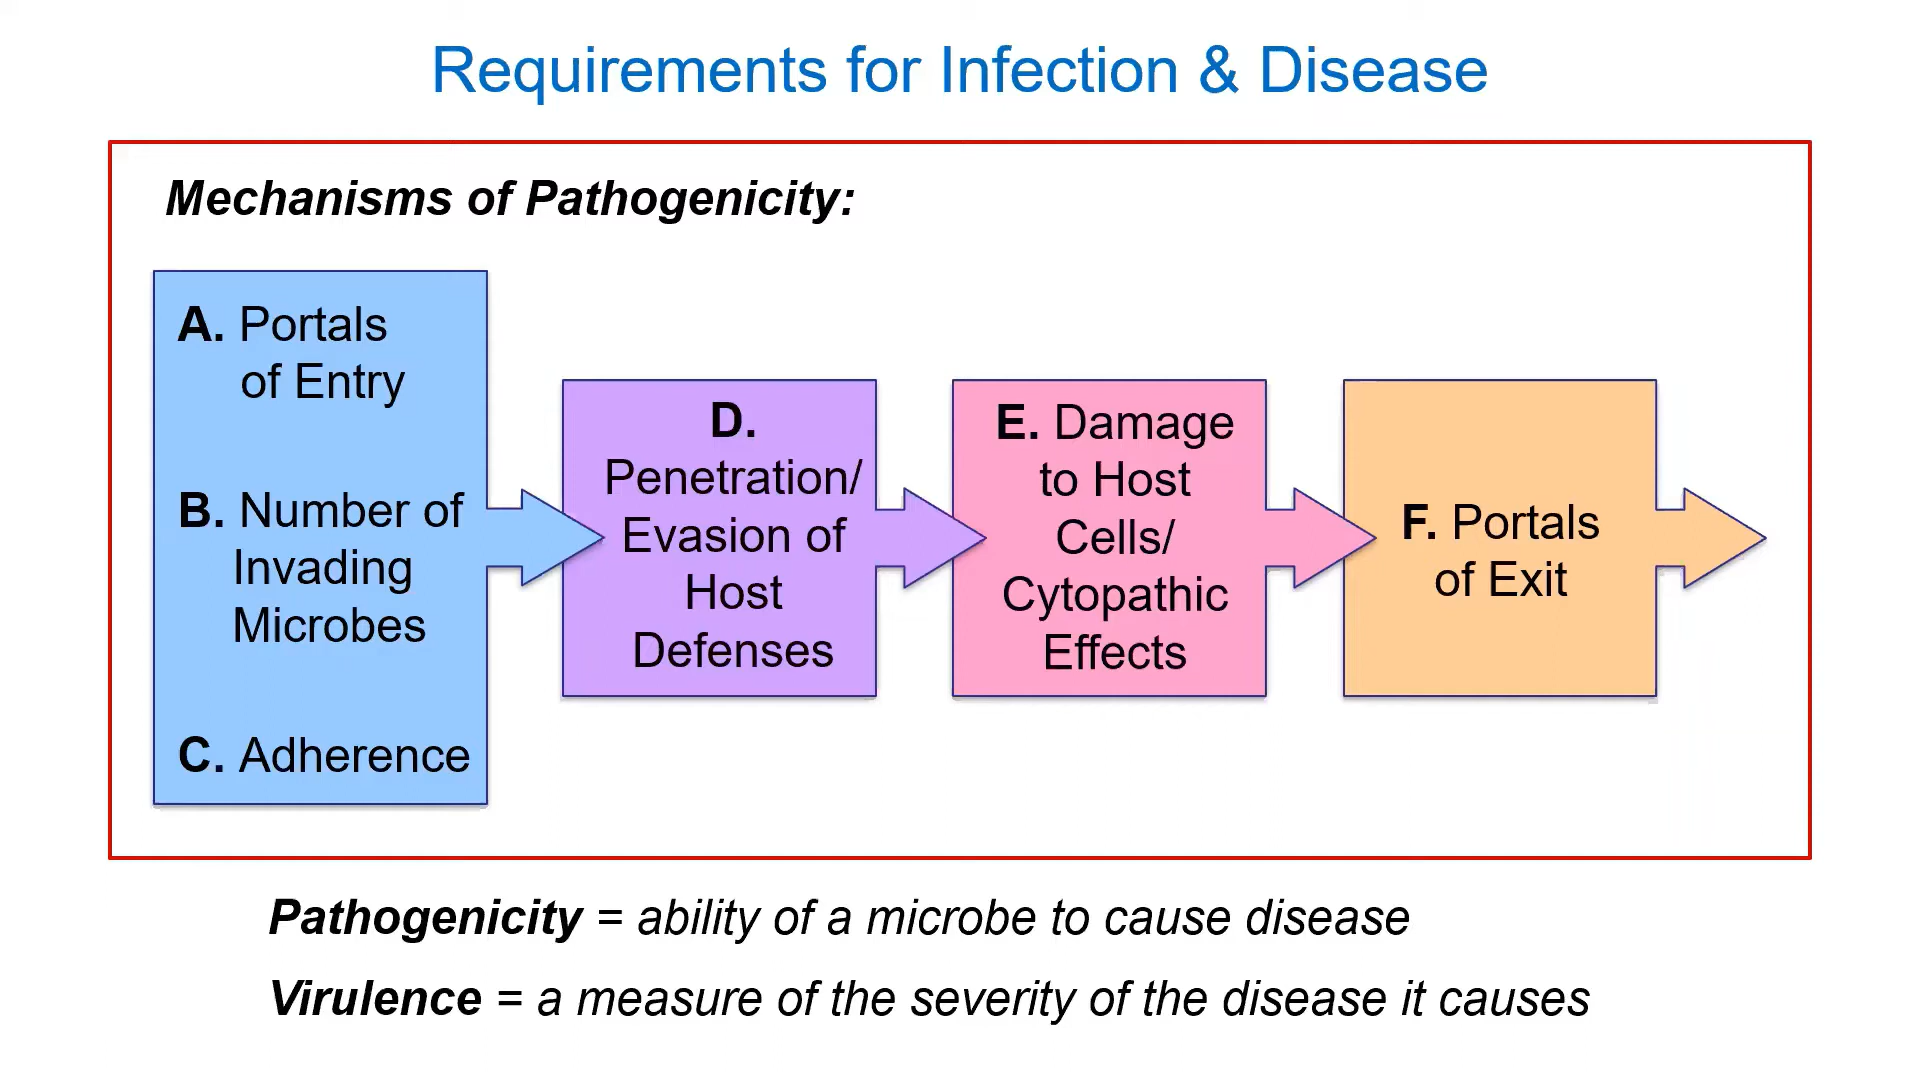 Requirements for Infection & Disease
Mechanisms of Pathogenicity:
A. Portals
of Entry
B. Number of
Invading
Microbes
C. Adherence
D.
Penetration/
Evasion of
Host
Defenses
E. Damage
to Host
Cells/
Cytopathic
Effects
F. Portals
of Exit
Pathogenicity = ability of a microbe to cause disease
Virulence = a measure of the severity of the disease it causes